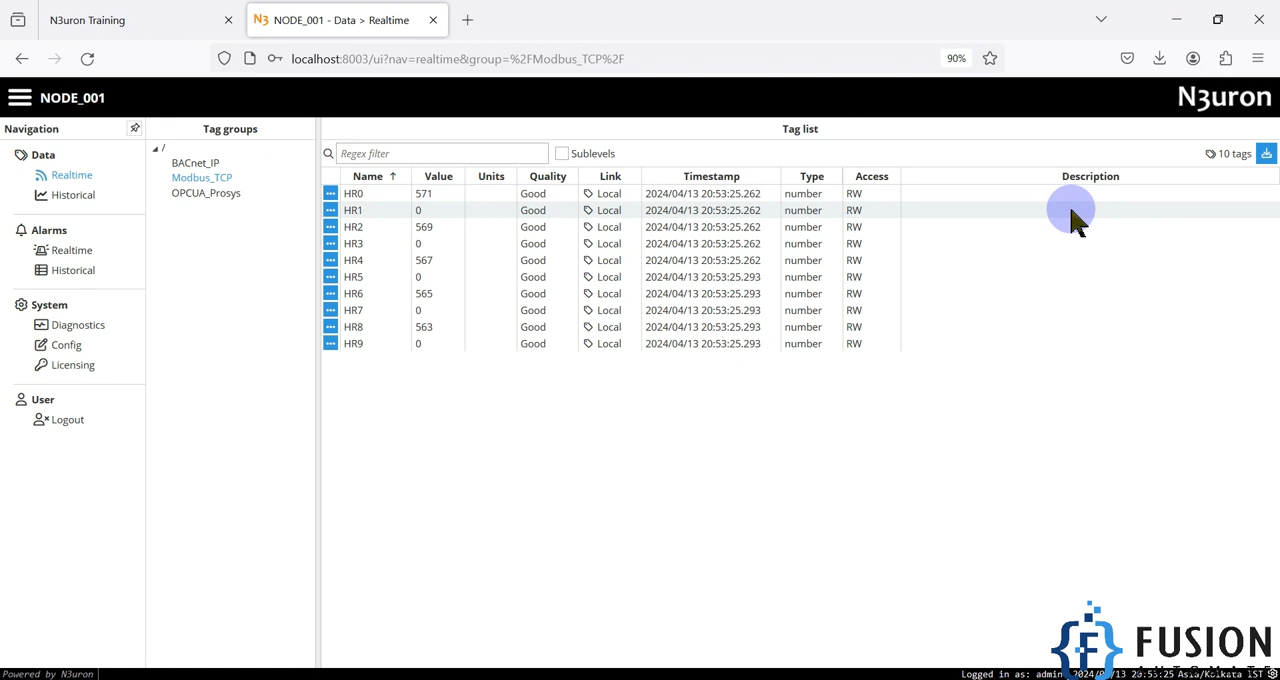 N3uron Training
N3 NODE_001 - Data > Realtime
localhost:8003/ui?nav=realtime&group=%2FModbus_TCP%2F
90%
NODE_001
N3uron
Navigation
Tag groups
Tag list
Data
Realtime
Historical
Alarms
Realtime
Historical
System
Diagnostics
Config
Licensing
User
Logout
/
BACnet_IP
Modbus_TCP
OPCUA_Prosys
Regex filter
Sublevels
10 tags
Name Value Units Quality Link Timestamp Type Access Description
HR0 571 Good Local 2024/04/13 20:53:25.262 number RW
HR1 0 Good Local 2024/04/13 20:53:25.262 number RW
HR2 569 Good Local 2024/04/13 20:53:25.262 number RW
HR3 0 Good Local 2024/04/13 20:53:25.262 number RW
HR4 567 Good Local 2024/04/13 20:53:25.262 number RW
HR5 0 Good Local 2024/04/13 20:53:25.293 number RW
HR6 565 Good Local 2024/04/13 20:53:25.293 number RW
HR7 0 Good Local 2024/04/13 20:53:25.293 number RW
HR8 563 Good Local 2024/04/13 20:53:25.293 number RW
HR9 0 Good Local 2024/04/13 20:53:25.293 number RW
FUSION
Powered by N3uron
Logged in as: admin 20:53:25 Asia/Kolkata IST